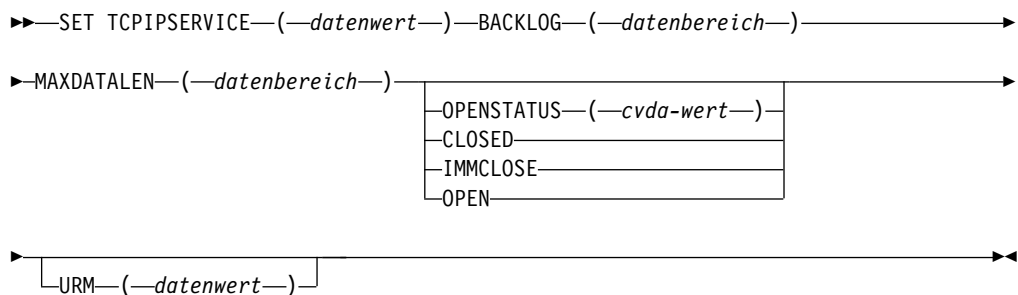 SET TCPIPSERVICE ( datenwert ) BACKLOG ( datenbereich )
MAXDATALEN ( datenbereich )
OPENSTATUS ( cvda-wert )
CLOSED
IMMCLOSE
OPEN
URM ( datenwert )